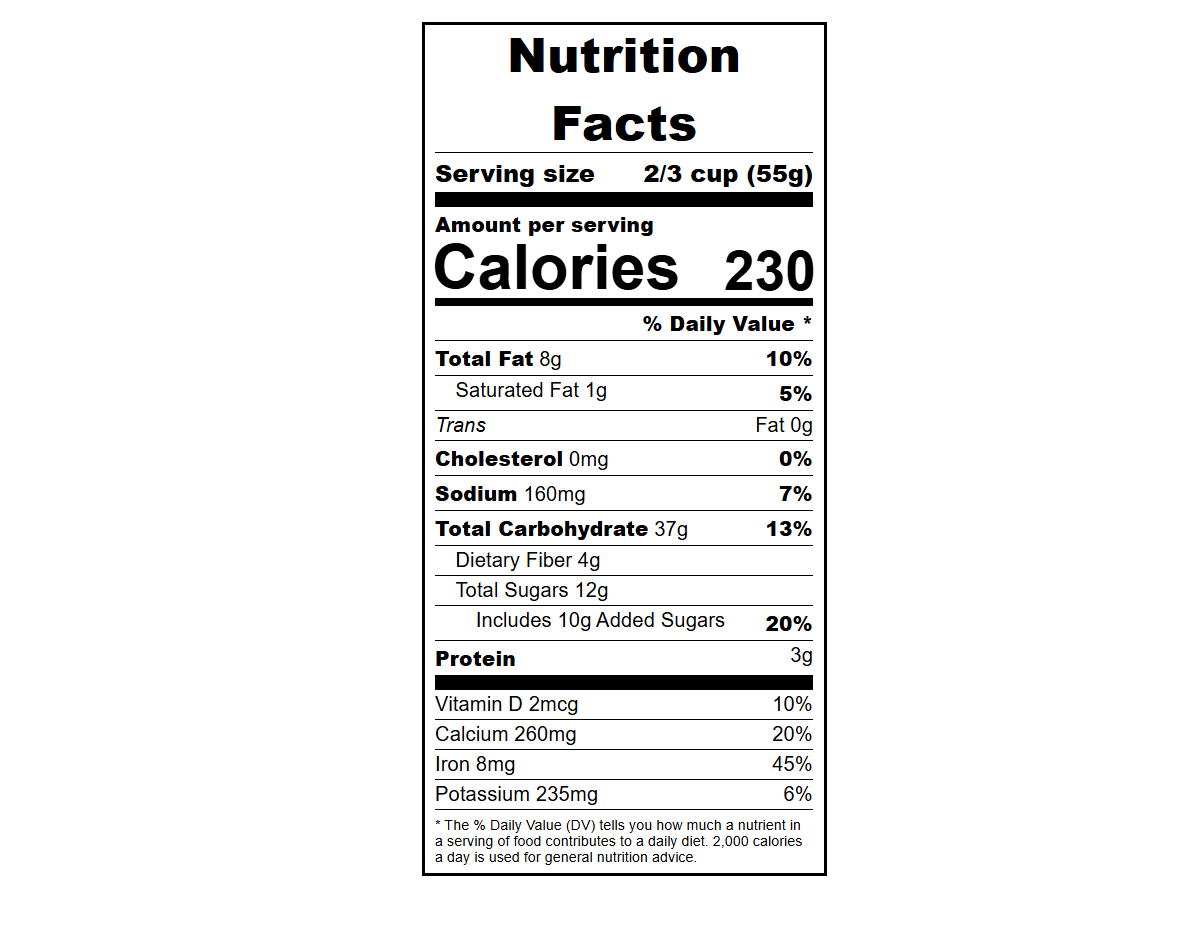 Nutrition
Facts
Serving size 2/3 cup (55g)
Amount per serving
Calories 230
% Daily Value *
Total Fat 8g 10%
Saturated Fat 1g 5%
Trans Fat 0g
Cholesterol 0mg 0%
Sodium 160mg 7%
Total Carbohydrate 37g 13%
Dietary Fiber 4g
Total Sugars 12g
Includes 10g Added Sugars 20%
Protein 3g
Vitamin D 2mcg 10%
Calcium 260mg 20%
Iron 8mg 45%
Potassium 235mg 6%
* The % Daily Value (DV) tells you how much a nutrient in
a serving of food contributes to a daily diet. 2,000 calories
a day is used for general nutrition advice.